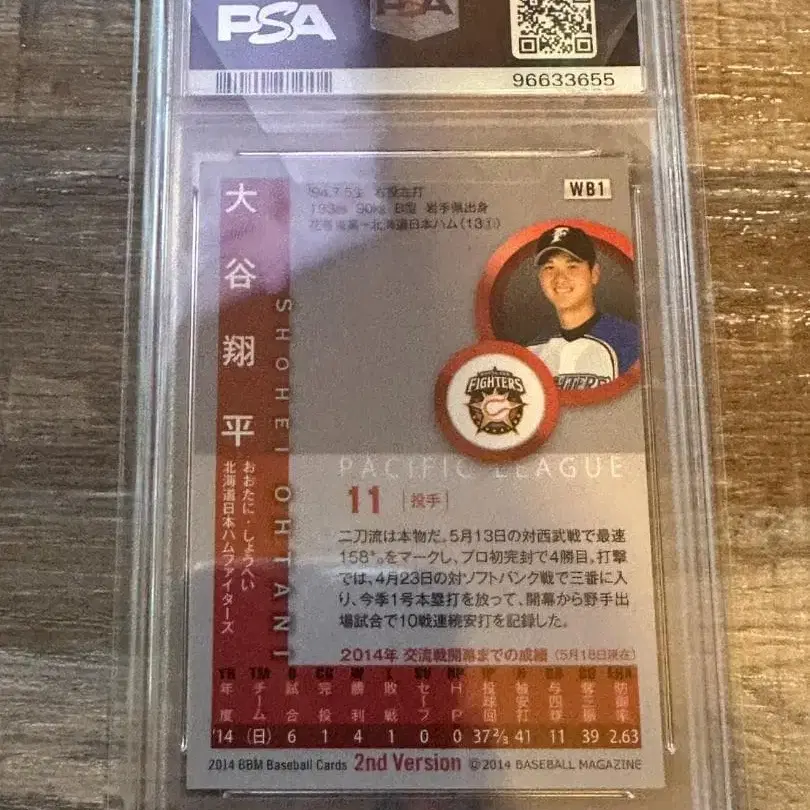 PSA
PSA
96633655
WB1
'94.7.5生 右投左打
193cm 90kg B型 岩手県出身
花巻東高-北海道日本ハム(13①)
大谷翔平
SHOHEI OHTANI
おおたに・しょうへい
北海道日本ハムファイターズ
F
FIGHTERS
PACIFIC LEAGUE
11 投手
二刀流は本物だ。5月13日の対西武戦で最速
158㌔をマークし、プロ初完封で4勝目。打撃
では、4月23日の対ソフトバンク戦で三番に入
り、今季1号本塁打を放って、開幕から野手出
場試合で10戦連続安打を記録した。
2014年 交流戦開幕までの成績 (5月18日現在)
YR TM G CG W L SV HP IP H BB SO ERA
年度 チーム 試合 完投 勝利 敗戦 セーブ HP 投球回 被安打 与四球 奪三振 防御率
'14 (日) 6 1 4 1 0 0 37 2/3 41 11 39 2.63
2014 BBM Baseball Cards 2nd Version ©2014 BASEBALL MAGAZINE